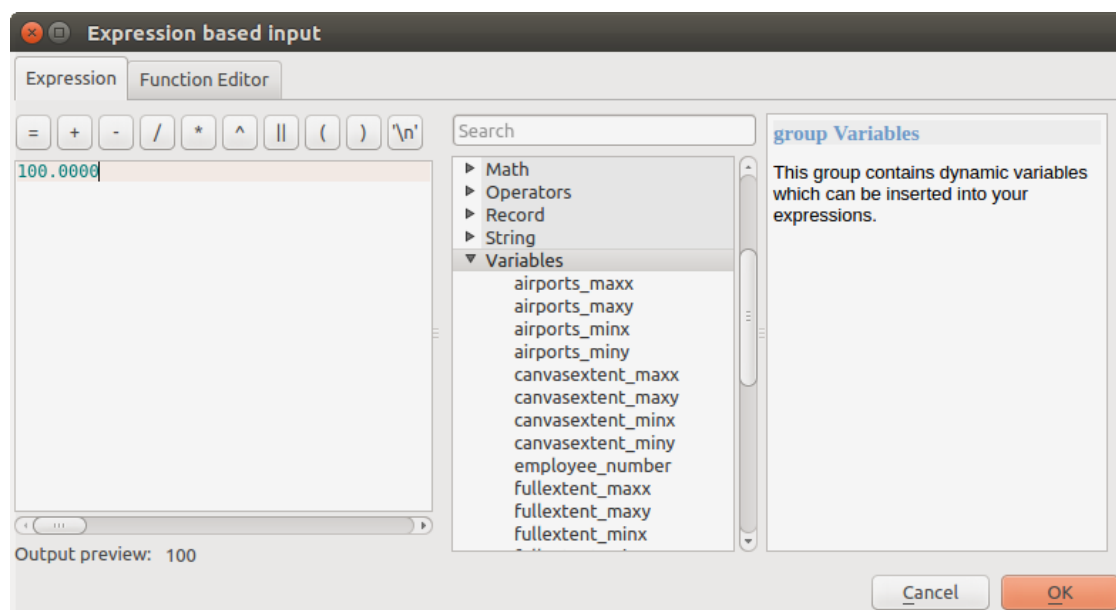 Expression based input
Expression Function Editor
= + - / * ^ || ( ) '\n'
100.0000
Output preview: 100
Search
Math
Operators
Record
String
Variables
airports_maxx
airports_maxy
airports_minx
airports_miny
canvasextent_maxx
canvasextent_maxy
canvasextent_minx
canvasextent_miny
employee_number
fullextent_maxx
fullextent_maxy
fullextent_minx
group Variables
This group contains dynamic variables
which can be inserted into your
expressions.
Cancel OK